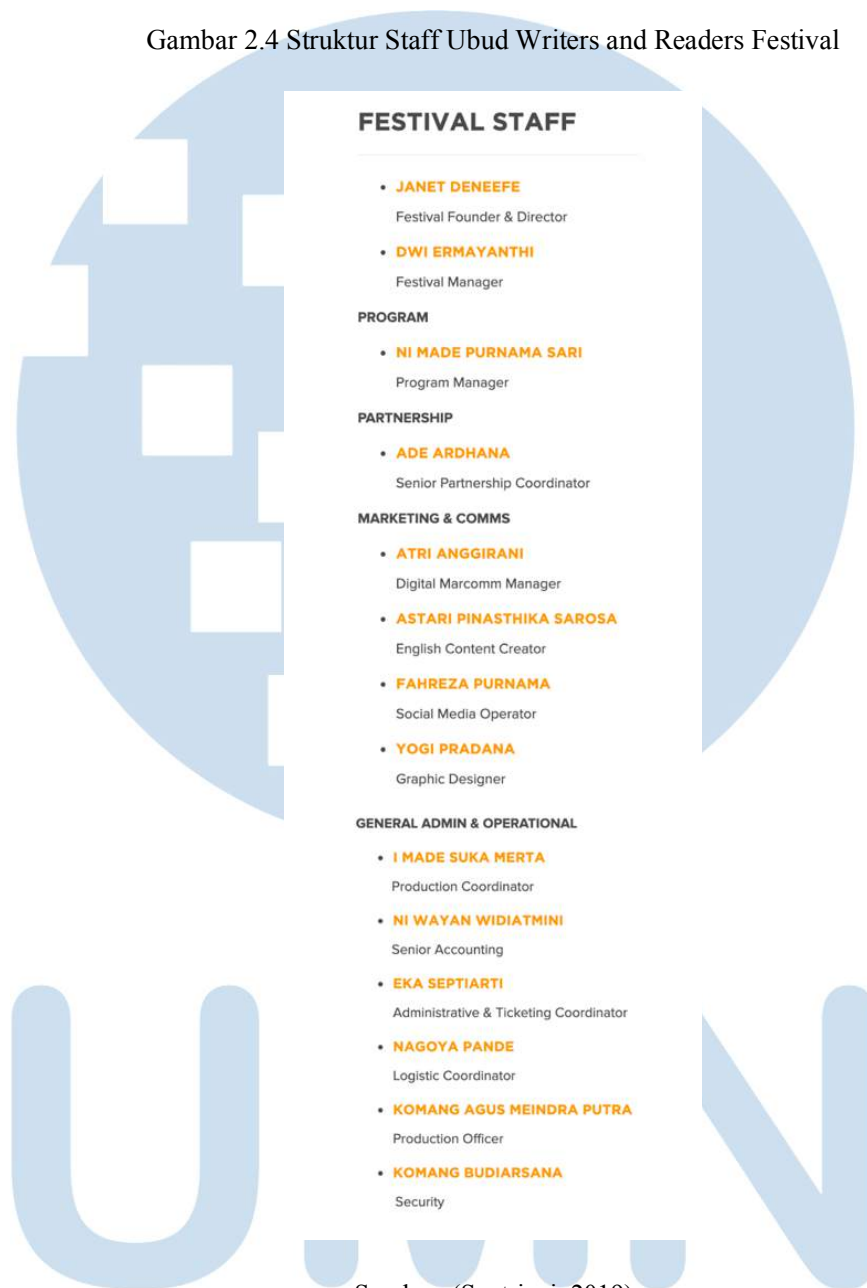 Gambar 2.4 Struktur Staff Ubud Writers and Readers Festival
FESTIVAL STAFF
• JANET DENEEFE
Festival Founder & Director
• DWI ERMAYANTHI
Festival Manager
PROGRAM
• NI MADE PURNAMA SARI
Program Manager
PARTNERSHIP
• ADE ARDHANA
Senior Partnership Coordinator
MARKETING & COMMS
• ATRI ANGGIRANI
Digital Marcomm Manager
• ASTARI PINASTHIKA SAROSA
English Content Creator
• FAHREZA PURNAMA
Social Media Operator
• YOGI PRADANA
Graphic Designer
GENERAL ADMIN & OPERATIONAL
• I MADE SUKA MERTA
Production Coordinator
• NI WAYAN WIDIATMINI
Senior Accounting
• EKA SEPTIARTI
Administrative & Ticketing Coordinator
• NAGOYA PANDE
Logistic Coordinator
• KOMANG AGUS MEINDRA PUTRA
Production Officer
• KOMANG BUDIARSANA
Security